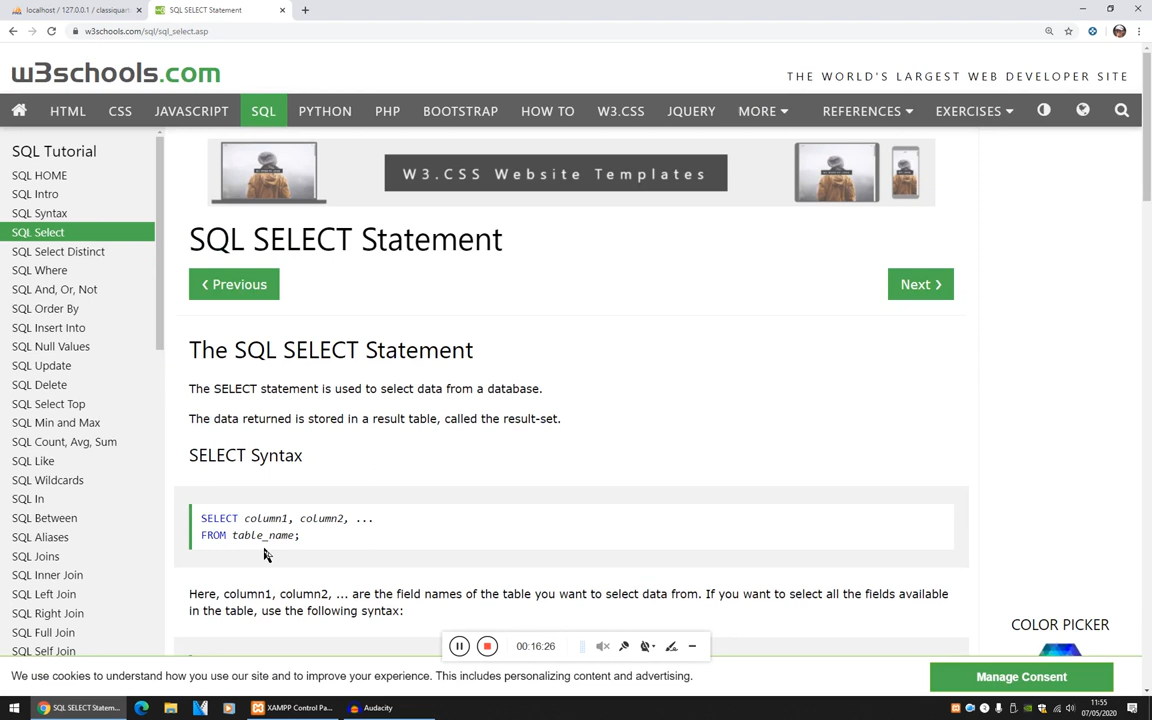 localhost / 127.0.0.1 / classiquar
SQL SELECT Statement
w3schools.com/sql/sql_select.asp
w3schools.com
THE WORLD'S LARGEST WEB DEVELOPER SITE
HTML CSS JAVASCRIPT SQL PYTHON PHP BOOTSTRAP HOW TO W3.CSS JQUERY MORE REFERENCES EXERCISES
SQL Tutorial
SQL HOME
SQL Intro
SQL Syntax
SQL Select
SQL Select Distinct
SQL Where
SQL And, Or, Not
SQL Order By
SQL Insert Into
SQL Null Values
SQL Update
SQL Delete
SQL Select Top
SQL Min and Max
SQL Count, Avg, Sum
SQL Like
SQL Wildcards
SQL In
SQL Between
SQL Aliases
SQL Joins
SQL Inner Join
SQL Left Join
SQL Right Join
SQL Full Join
SQL Self Join
W3.CSS Website Templates
SQL SELECT Statement
❮ Previous
Next ❯
The SQL SELECT Statement
The SELECT statement is used to select data from a database.
The data returned is stored in a result table, called the result-set.
SELECT Syntax
SELECT column1, column2, ...
FROM table_name;
Here, column1, column2, ... are the field names of the table you want to select data from. If you want to select all the fields available
in the table, use the following syntax:
COLOR PICKER
00:16:26
We use cookies to understand how you use our site and to improve your experience. This includes personalizing content and advertising.
Manage Consent
SQL SELECT Statem...
XAMPP Control Pa...
Audacity
11:55
07/05/2020